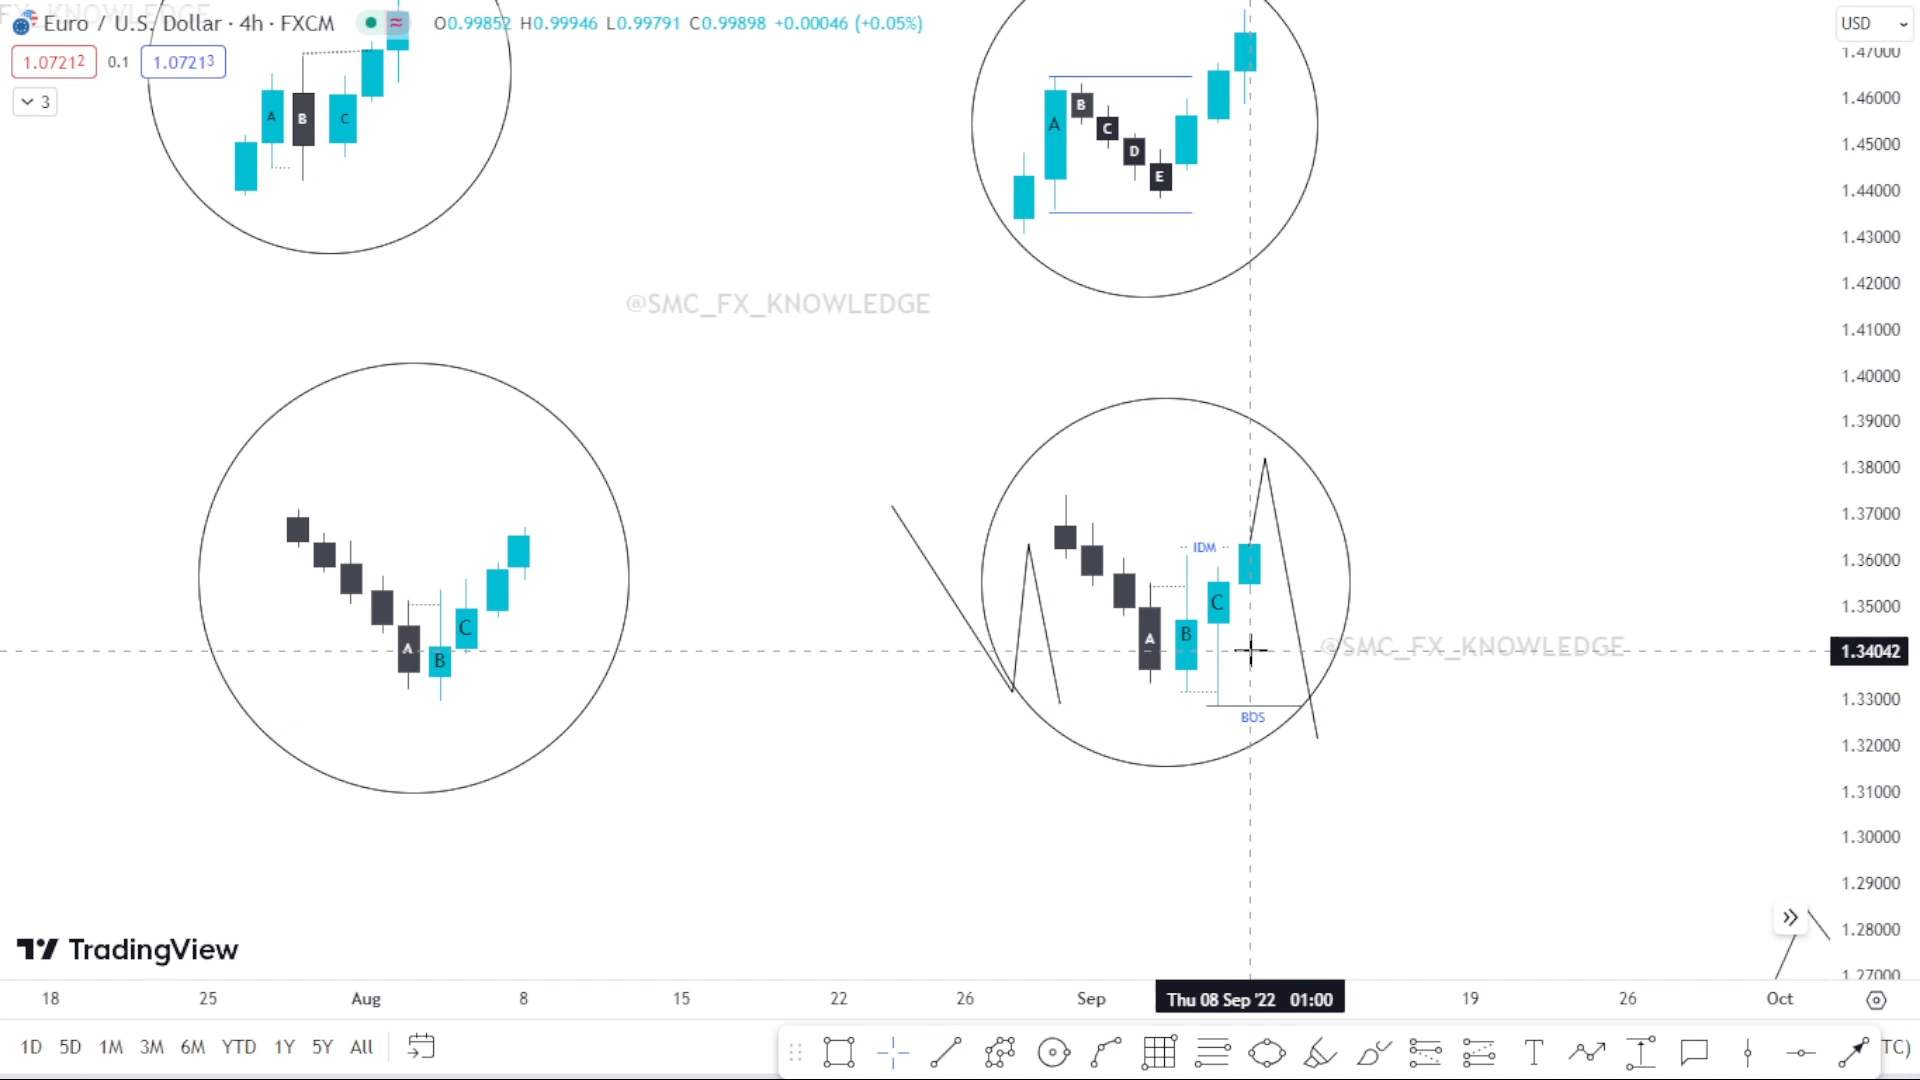 FX_KNOWLEDGE
Euro / U.S. Dollar · 4h · FXCM
O0.99852 H0.99946 L0.99791 C0.99898 +0.00046 (+0.05%)
USD
1.07212 0.1 1.07213
3
A
B
C
A
B
C
D
E
1.47000
1.46000
1.45000
1.44000
1.43000
1.42000
1.41000
1.40000
1.39000
1.38000
1.37000
1.36000
1.35000
1.34042
1.33000
1.32000
1.31000
1.30000
1.29000
1.28000
1.27000
@SMC_FX_KNOWLEDGE
A
B
C
IDM
A
B
C
BOS
@SMC_FX_KNOWLEDGE
TradingView
18 25 Aug 8 15 22 26 Sep Thu 08 Sep '22 01:00 19 26 Oct
1D 5D 1M 3M 6M YTD 1Y 5Y All
TC)